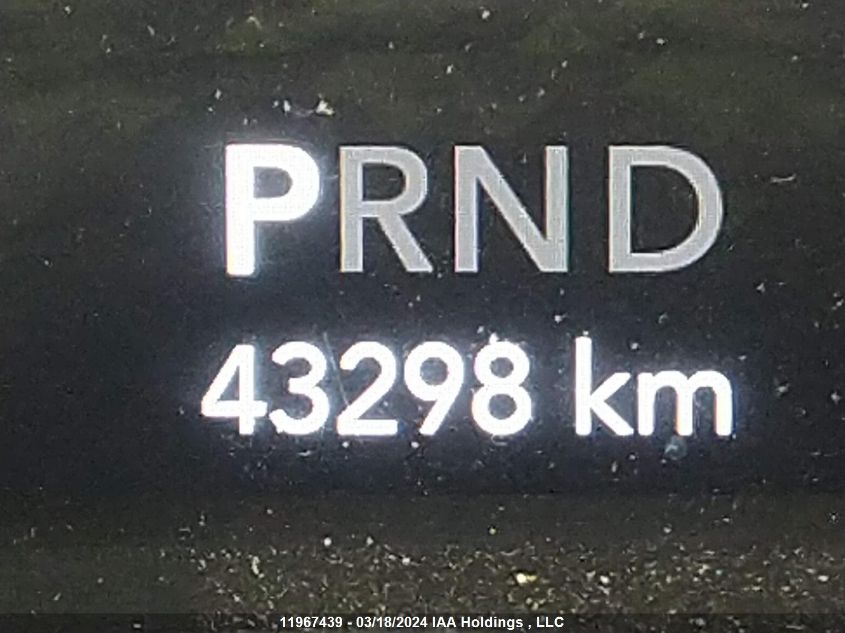 PRND
43298 km
11967439 - 03/18/2024 IAA Holdings , LLC